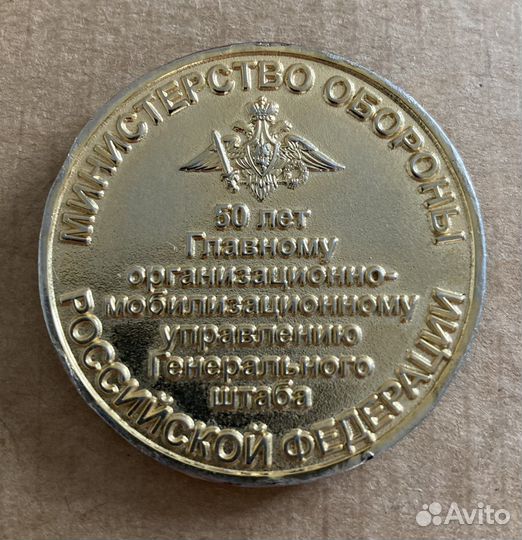 МИНИСТЕРСТВО ОБОРОНЫ
50 лет
Главному
организационно-
мобилизационному
управлению
Генерального
штаба
РОССИЙСКОЙ ФЕДЕРАЦИИ
Avito